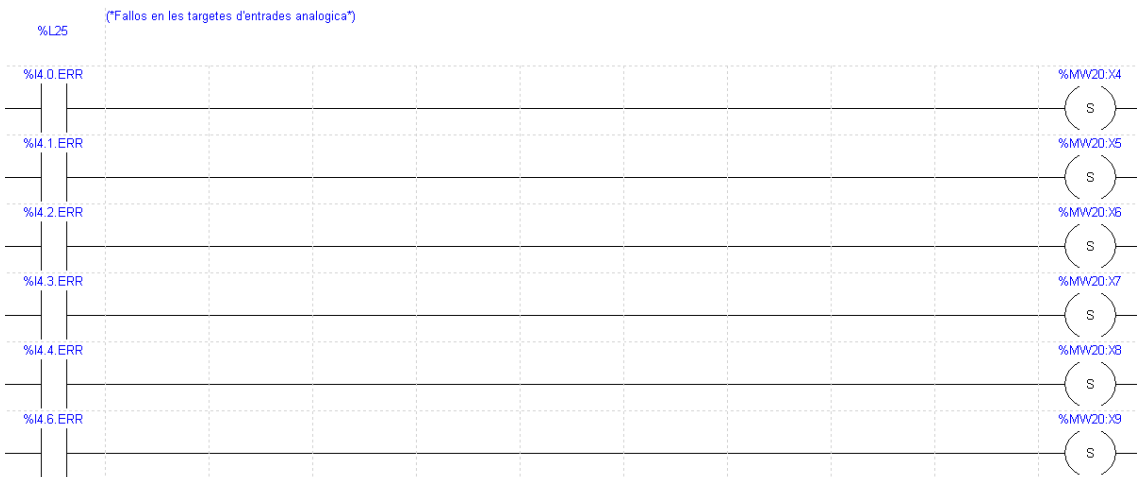 (*Fallos en les targetes d'entrades analogica*)
%L25
%I4.0.ERR %MW20:X4
S
%I4.1.ERR %MW20:X5
S
%I4.2.ERR %MW20:X6
S
%I4.3.ERR %MW20:X7
S
%I4.4.ERR %MW20:X8
S
%I4.6.ERR %MW20:X9
S